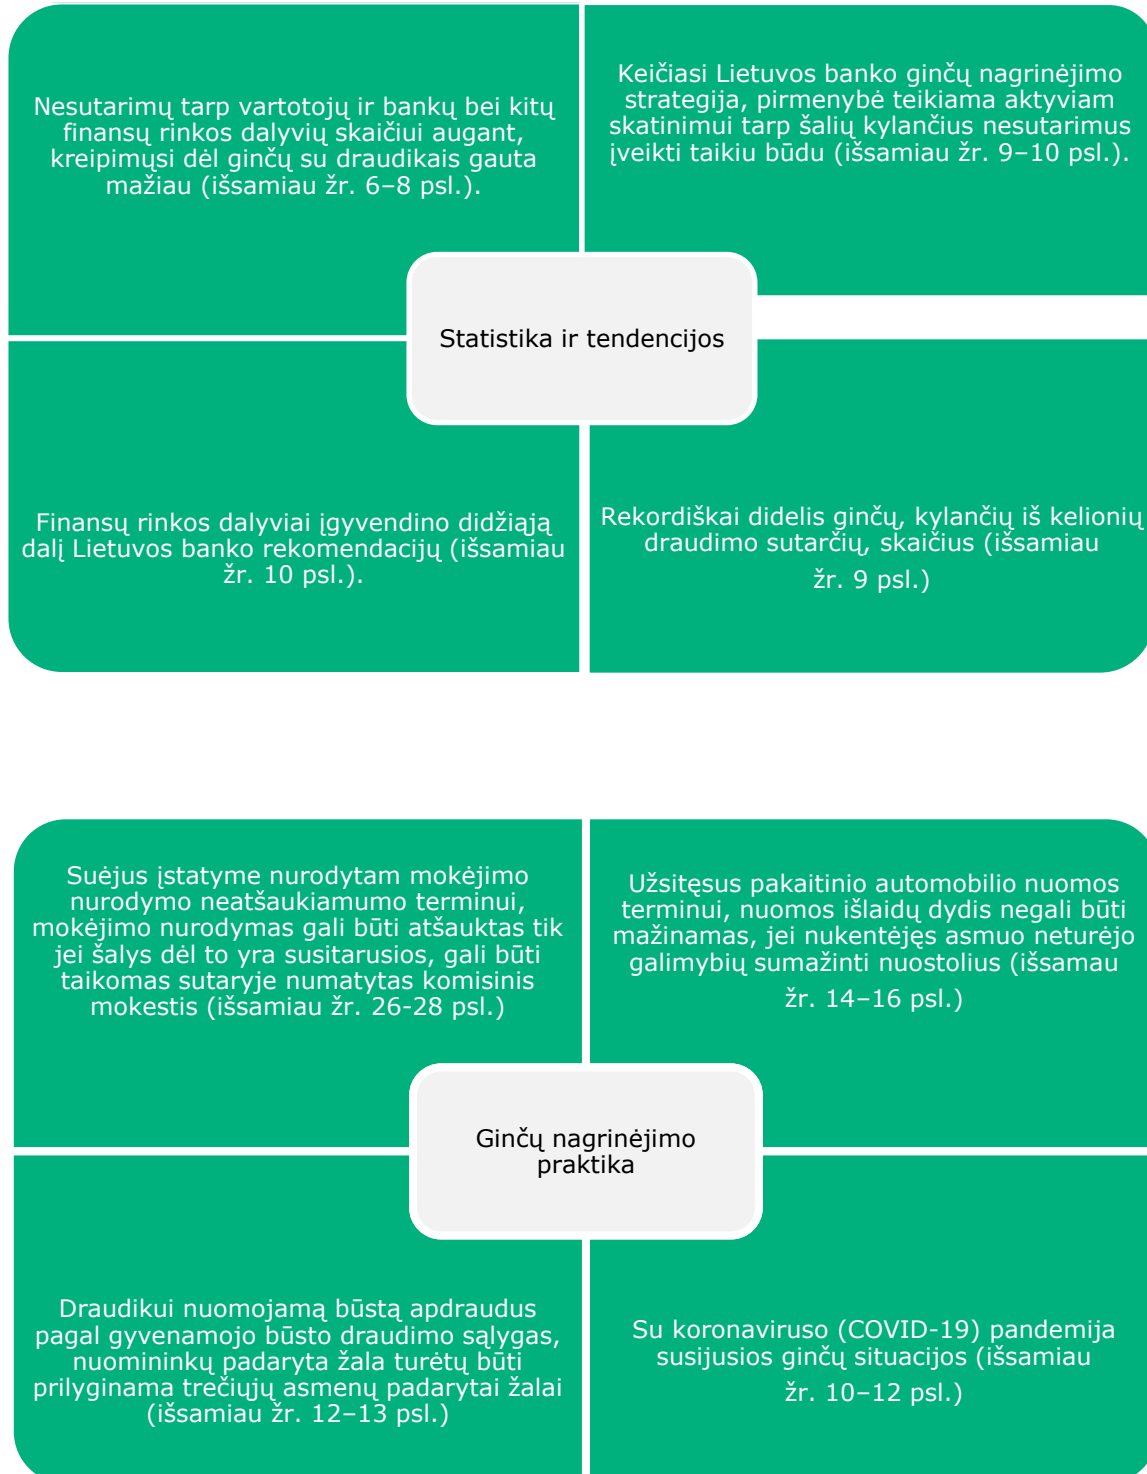 Nesutarimų tarp vartotojų ir bankų bei kitų
finansų rinkos dalyvių skaičiui augant,
kreipimųsi dėl ginčų su draudikais gauta
mažiau (išsamiau žr. 6–8 psl.).
Keičiasi Lietuvos banko ginčų nagrinėjimo
strategija, pirmenybė teikiama aktyviam
skatinimui tarp šalių kylančius nesutarimus
įveikti taikiu būdu (išsamiau žr. 9–10 psl.).
Statistika ir tendencijos
Finansų rinkos dalyviai įgyvendino didžiąją
dalį Lietuvos banko rekomendacijų (išsamiau
žr. 10 psl.).
Rekordiškai didelis ginčų, kylančių iš kelionių
draudimo sutarčių, skaičius (išsamiau
žr. 9 psl.)
Suėjus įstatyme nurodytam mokėjimo
nurodymo neatšaukiamumo terminui,
mokėjimo nurodymas gali būti atšauktas tik
jei šalys dėl to yra susitarusios, gali būti
taikomas sutaryje numatytas komisinis
mokestis (išsamiau žr. 26-28 psl.)
Užsitęsus pakaitinio automobilio nuomos
terminui, nuomos išlaidų dydis negali būti
mažinamas, jei nukentėjęs asmuo neturėjo
galimybių sumažinti nuostolius (išsamau
žr. 14–16 psl.)
Ginčų nagrinėjimo
praktika
Draudikui nuomojamą būstą apdraudus
pagal gyvenamojo būsto draudimo sąlygas,
nuomininkų padaryta žala turėtų būti
prilyginama trečiųjų asmenų padarytai žalai
(išsamiau žr. 12–13 psl.)
Su koronaviruso (COVID-19) pandemija
susijusios ginčų situacijos (išsamiau
žr. 10–12 psl.)